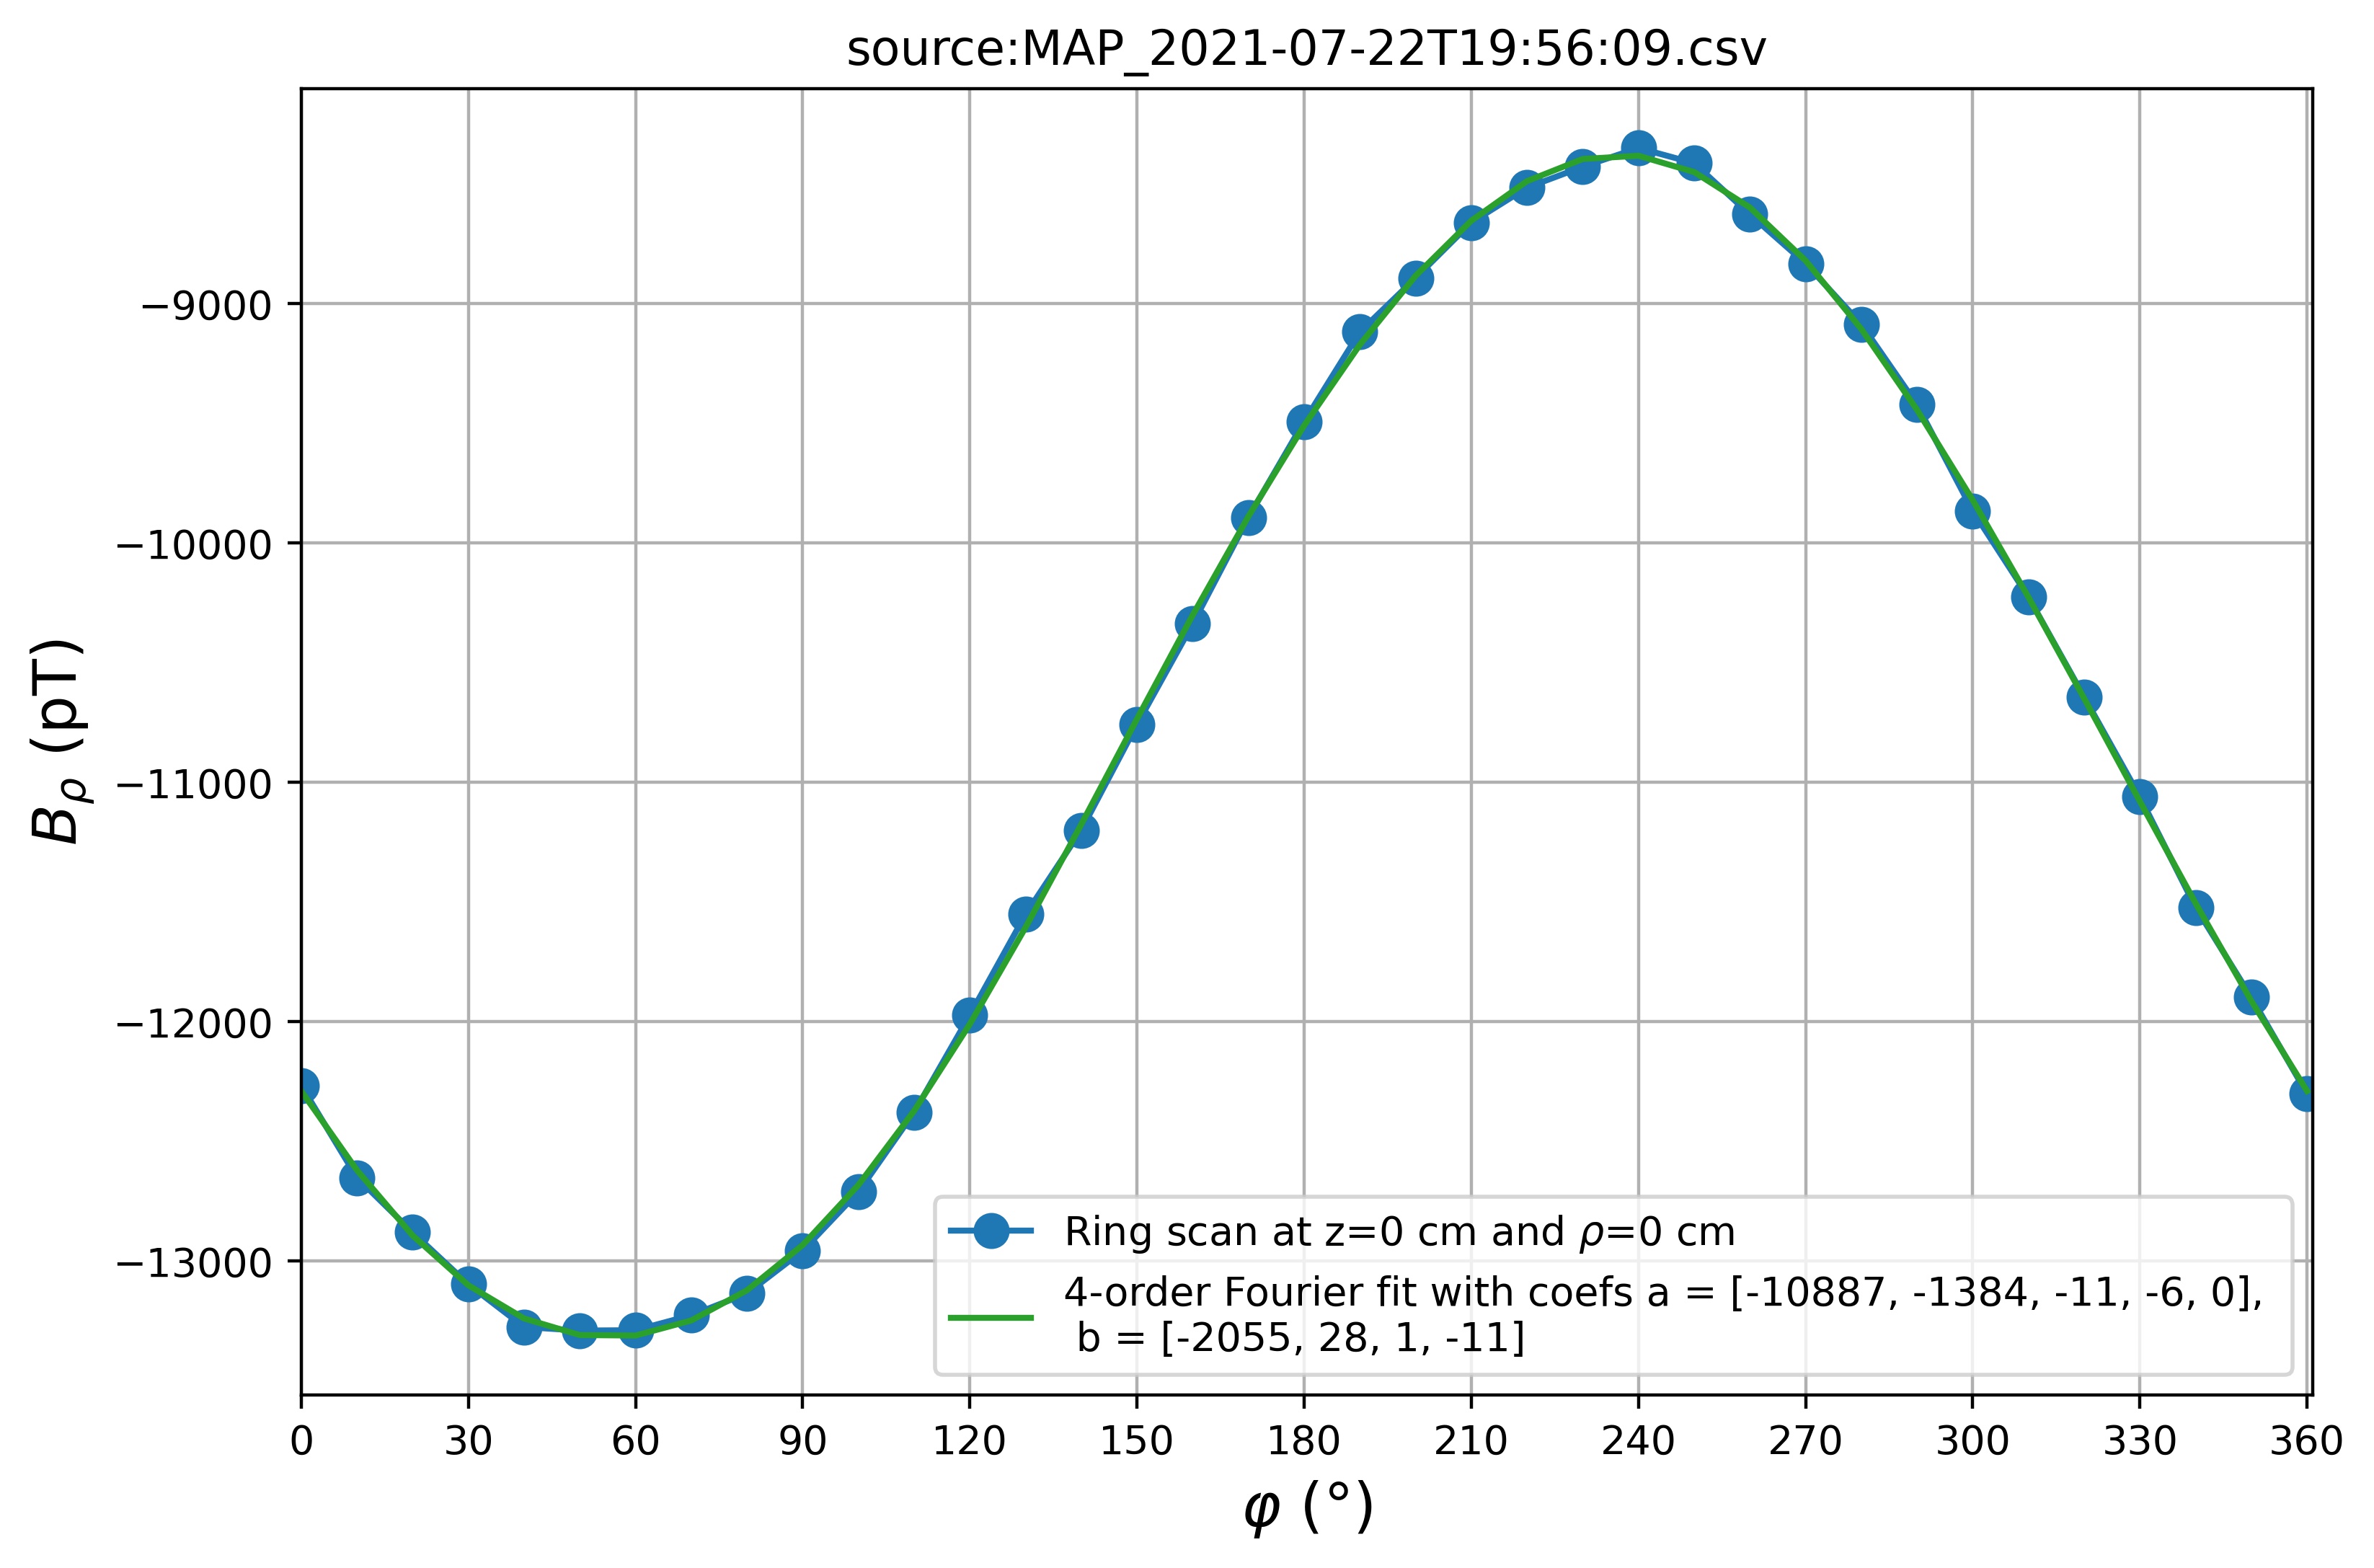 source:MAP_2021-07-22T19:56:09.csv
−9000
−10000
−11000
−12000
−13000
Bρ (pT)
Ring scan at z=0 cm and ρ=0 cm
4-order Fourier fit with coefs a = [-10887, -1384, -11, -6, 0],
b = [-2055, 28, 1, -11]
0 30 60 90 120 150 180 210 240 270 300 330 360
φ (°)